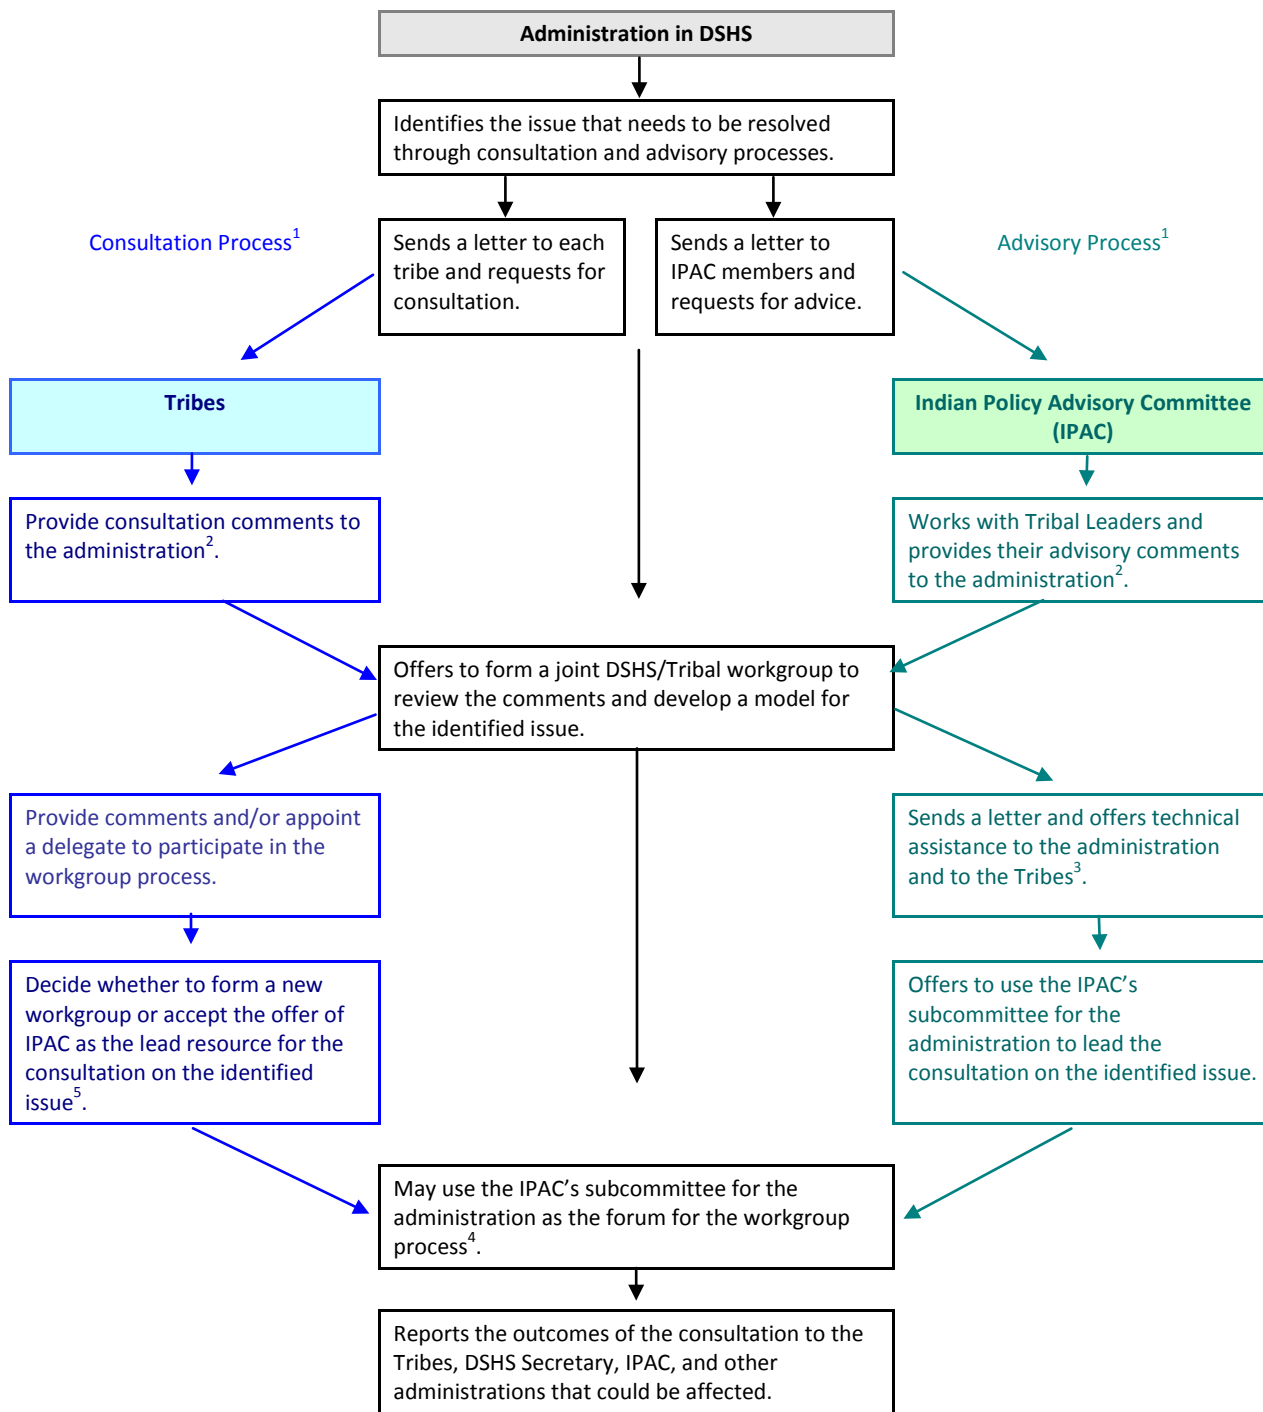 Administration in DSHS
Identifies the issue that needs to be resolved
through consultation and advisory processes.
Consultation Process1
Sends a letter to each
tribe and requests for
consultation.
Sends a letter to
IPAC members and
requests for advice.
Advisory Process1
Tribes
Indian Policy Advisory Committee
(IPAC)
Provide consultation comments to
the administration2.
Works with Tribal Leaders and
provides their advisory comments
to the administration2.
Offers to form a joint DSHS/Tribal workgroup to
review the comments and develop a model for
the identified issue.
Provide comments and/or appoint
a delegate to participate in the
workgroup process.
Sends a letter and offers technical
assistance to the administration
and to the Tribes3.
Decide whether to form a new
workgroup or accept the offer of
IPAC as the lead resource for the
consultation on the identified
issue5.
Offers to use the IPAC’s
subcommittee for the
administration to lead the
consultation on the identified issue.
May use the IPAC’s subcommittee for the
administration as the forum for the workgroup
process4.
Reports the outcomes of the consultation to the
Tribes, DSHS Secretary, IPAC, and other
administrations that could be affected.